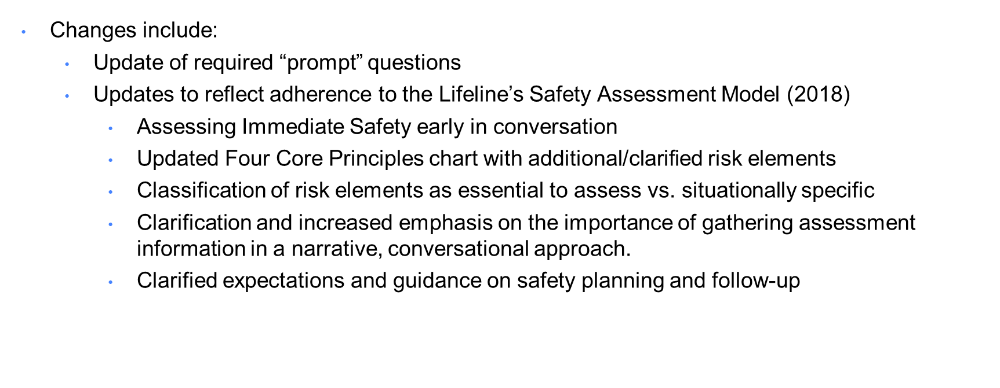 • Changes include:
• Update of required “prompt” questions
• Updates to reflect adherence to the Lifeline’s Safety Assessment Model (2018)
• Assessing Immediate Safety early in conversation
• Updated Four Core Principles chart with additional/clarified risk elements
• Classification of risk elements as essential to assess vs. situationally specific
• Clarification and increased emphasis on the importance of gathering assessment
information in a narrative, conversational approach.
• Clarified expectations and guidance on safety planning and follow-up